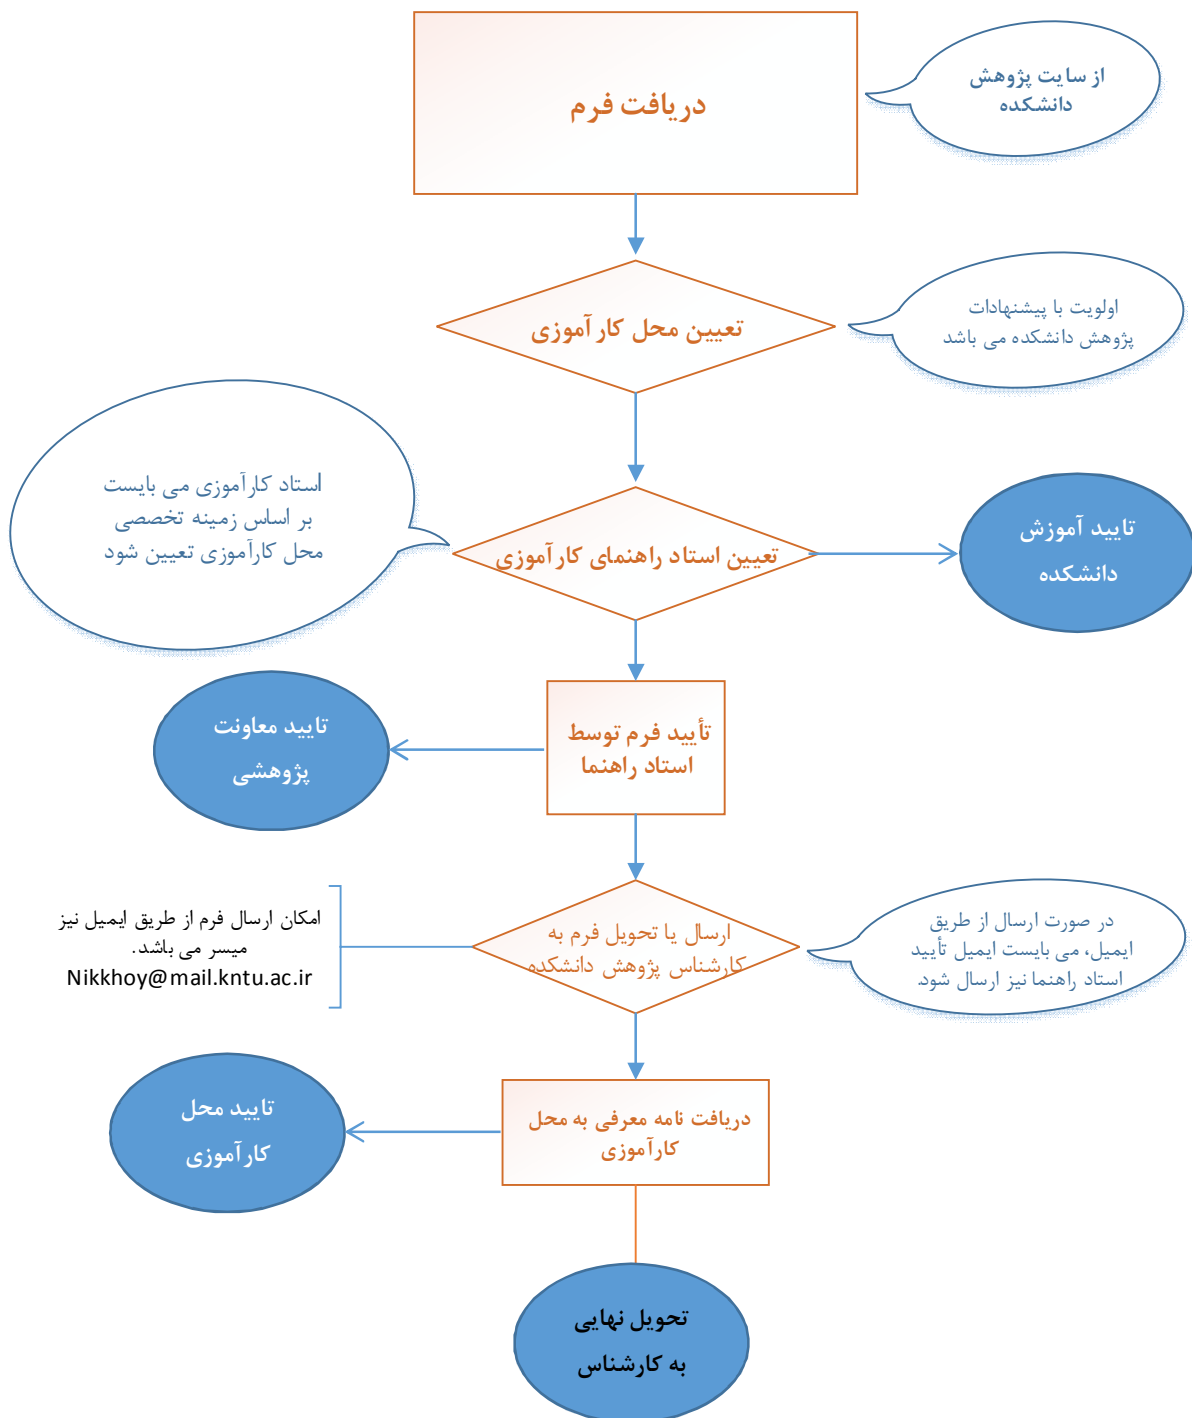 دریافت فرم
از سایت پژوهش
دانشکده
تعیین محل کارآموزی
اولویت با پیشنهادات
پژوهش دانشکده می باشد
استاد کارآموزی می بایست
بر اساس زمینه تخصصی
محل کارآموزی تعیین شود
تعیین استاد راهنمای کارآموزی
تایید آموزش
دانشکده
تأیید فرم توسط
استاد راهنما
تایید معاونت
پژوهشی
ارسال یا تحویل فرم به
کارشناس پژوهش دانشکده
در صورت ارسال از طریق
ایمیل، می بایست ایمیل تأیید
استاد راهنما نیز ارسال شود.
امکان ارسال فرم از طریق ایمیل نیز
میسر می باشد.
Nikkhoy@mail.kntu.ac.ir
دریافت نامه معرفی به محل
کارآموزی
تایید محل
کارآموزی
تحویل نهایی
به کارشناس